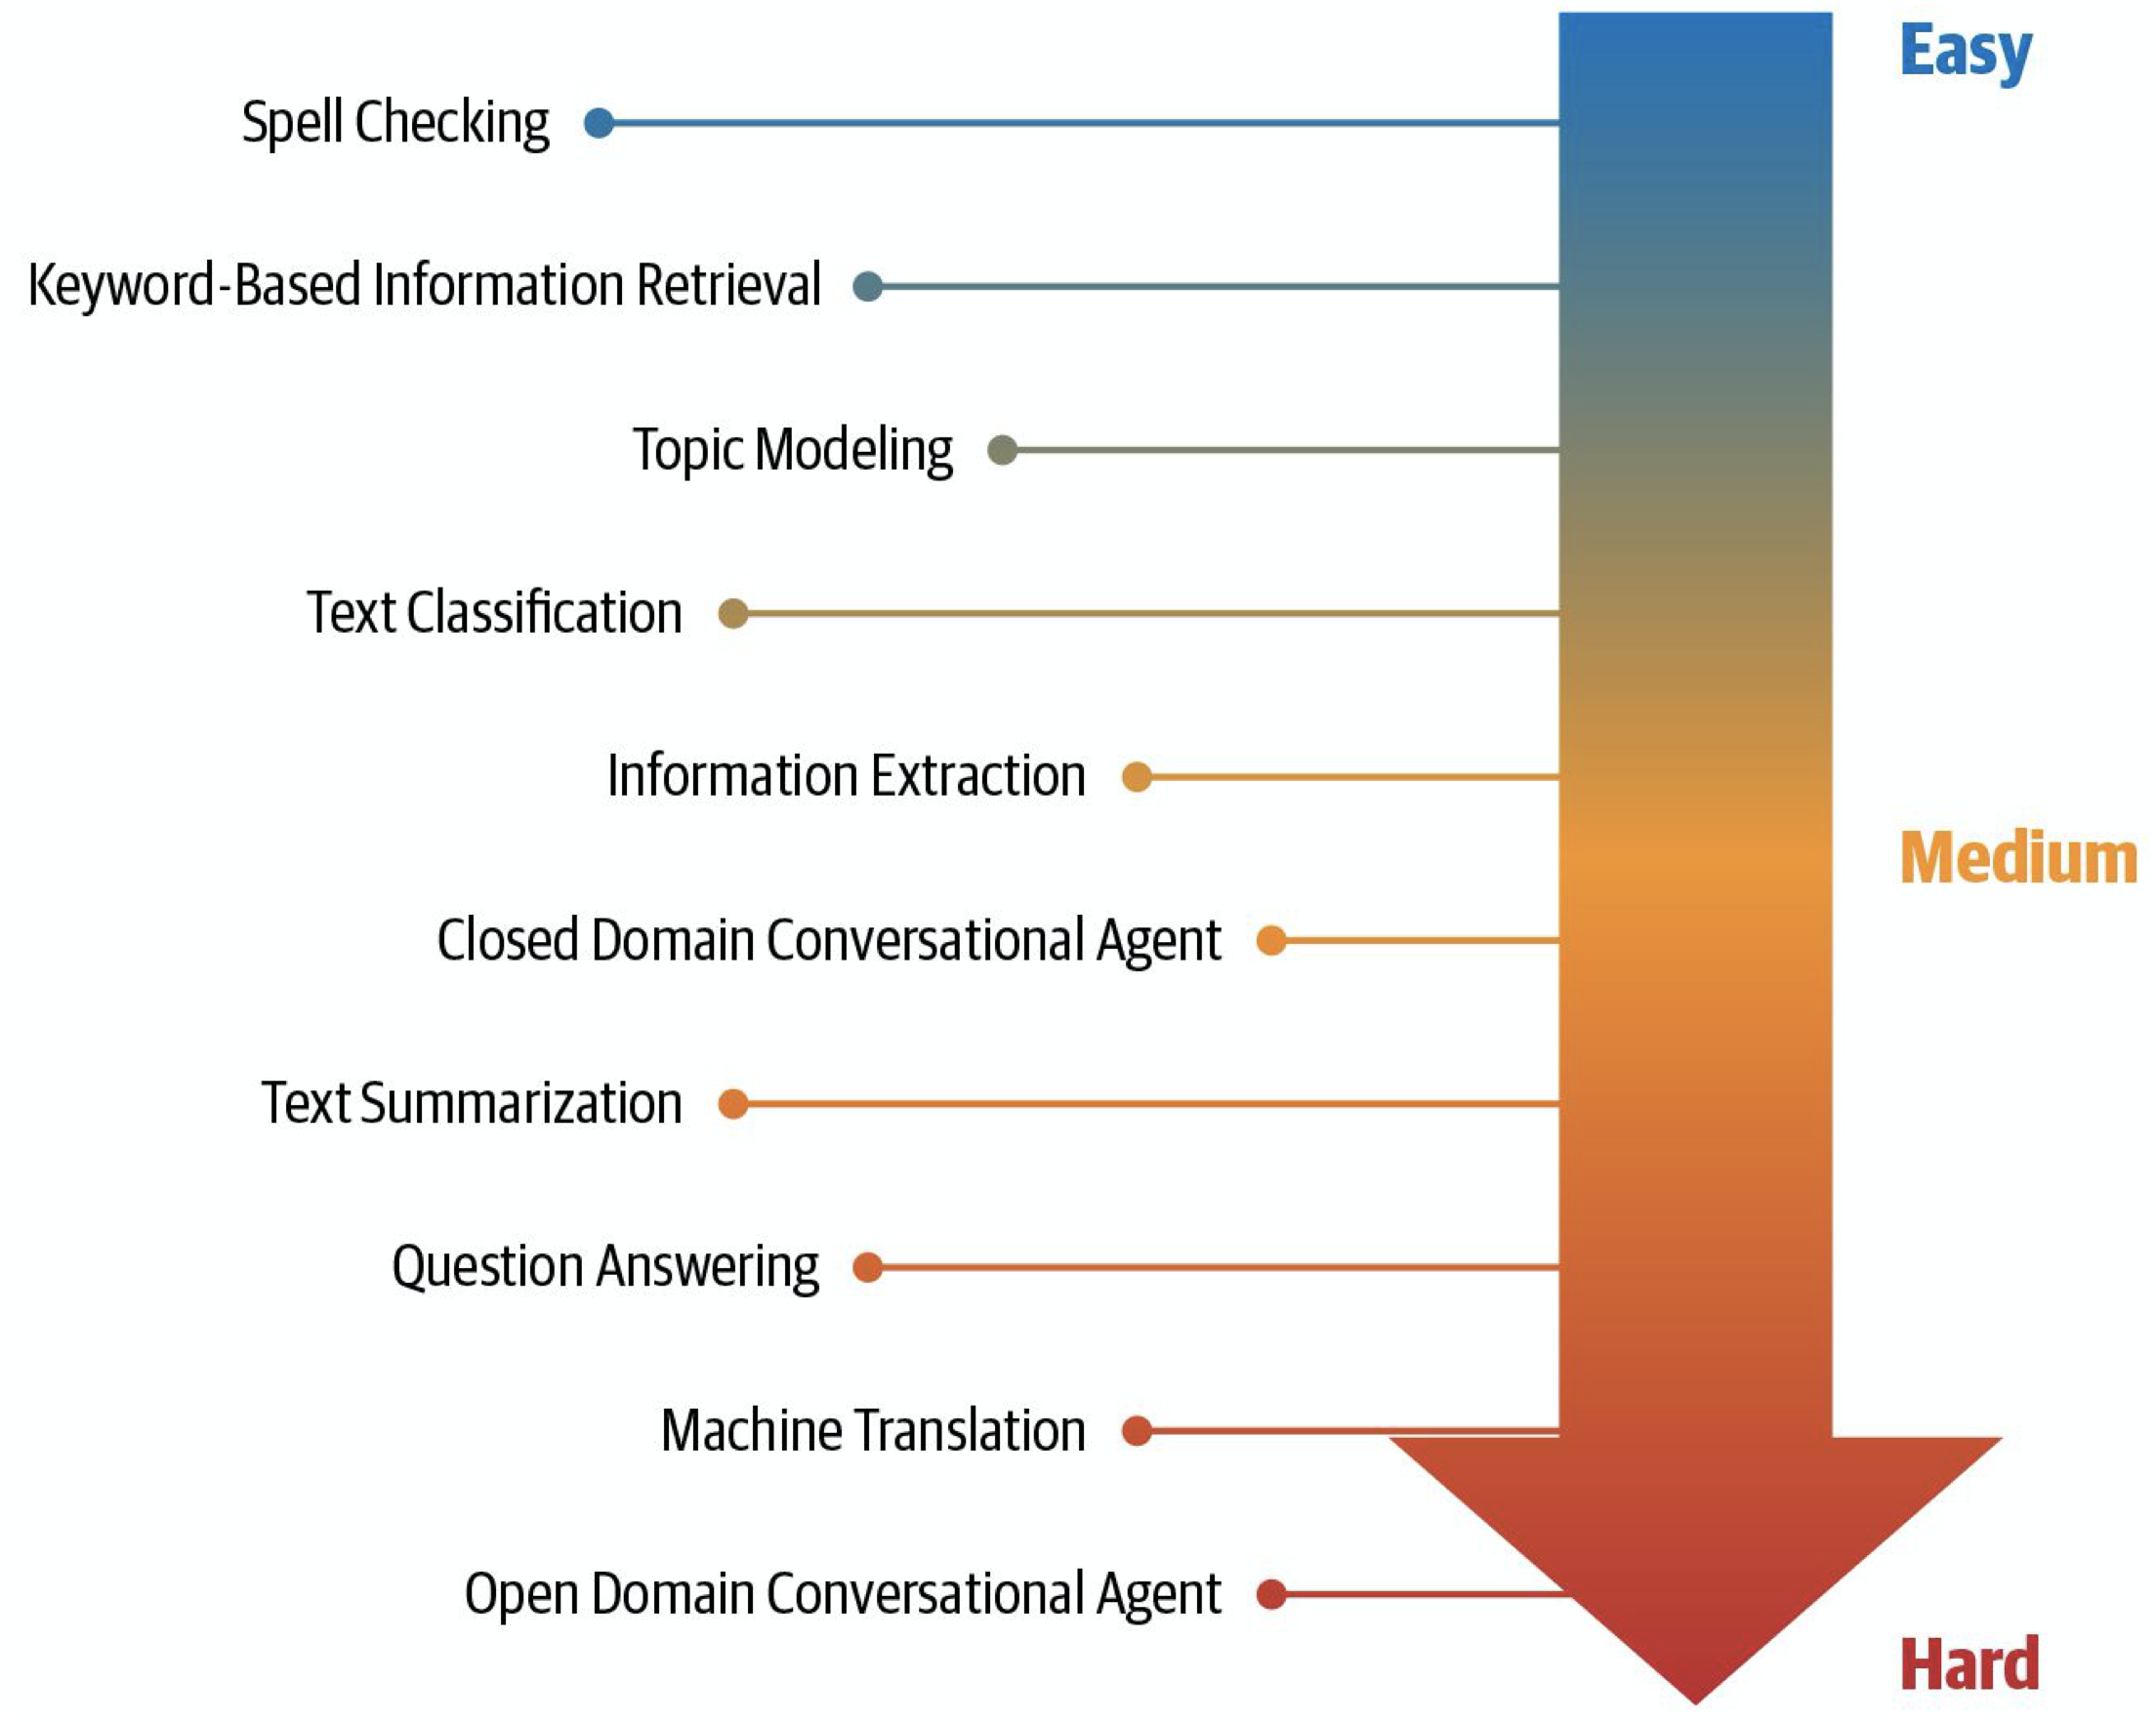 Easy
Spell Checking
Keyword-Based Information Retrieval
Topic Modeling
Text Classification
Information Extraction
Medium
Closed Domain Conversational Agent
Text Summarization
Question Answering
Machine Translation
Open Domain Conversational Agent
Hard